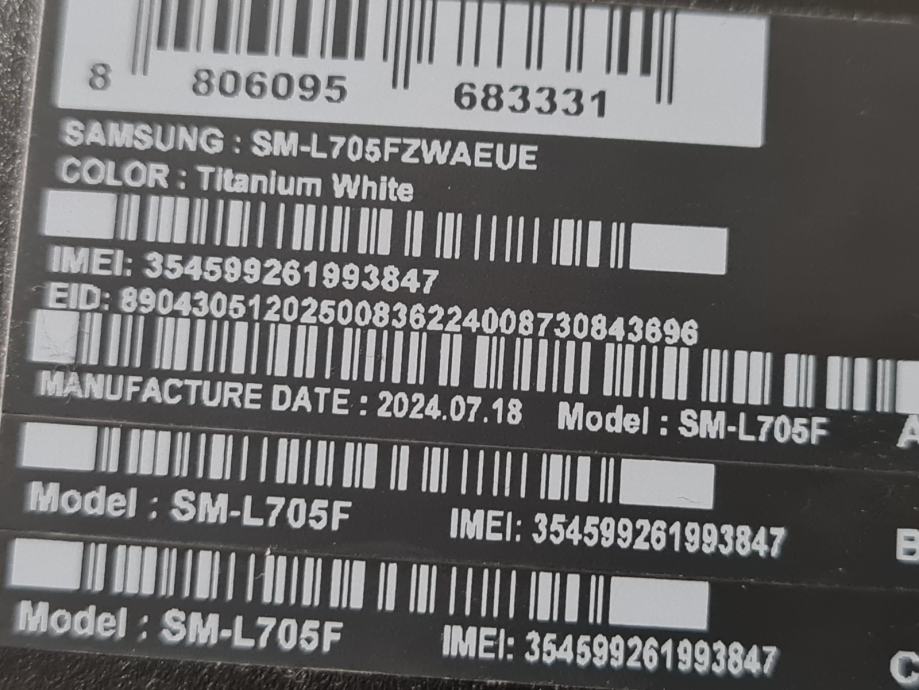 8 806095 683331
SAMSUNG : SM-L705FZWAEUE
COLOR : Titanium White
IMEI: 354599261993847
EID: 89043051202500836224008730843696
MANUFACTURE DATE : 2024.07.18 Model : SM-L705F A
Model : SM-L705F IMEI: 354599261993847 B
Model : SM-L705F IMEI: 354599261993847 C